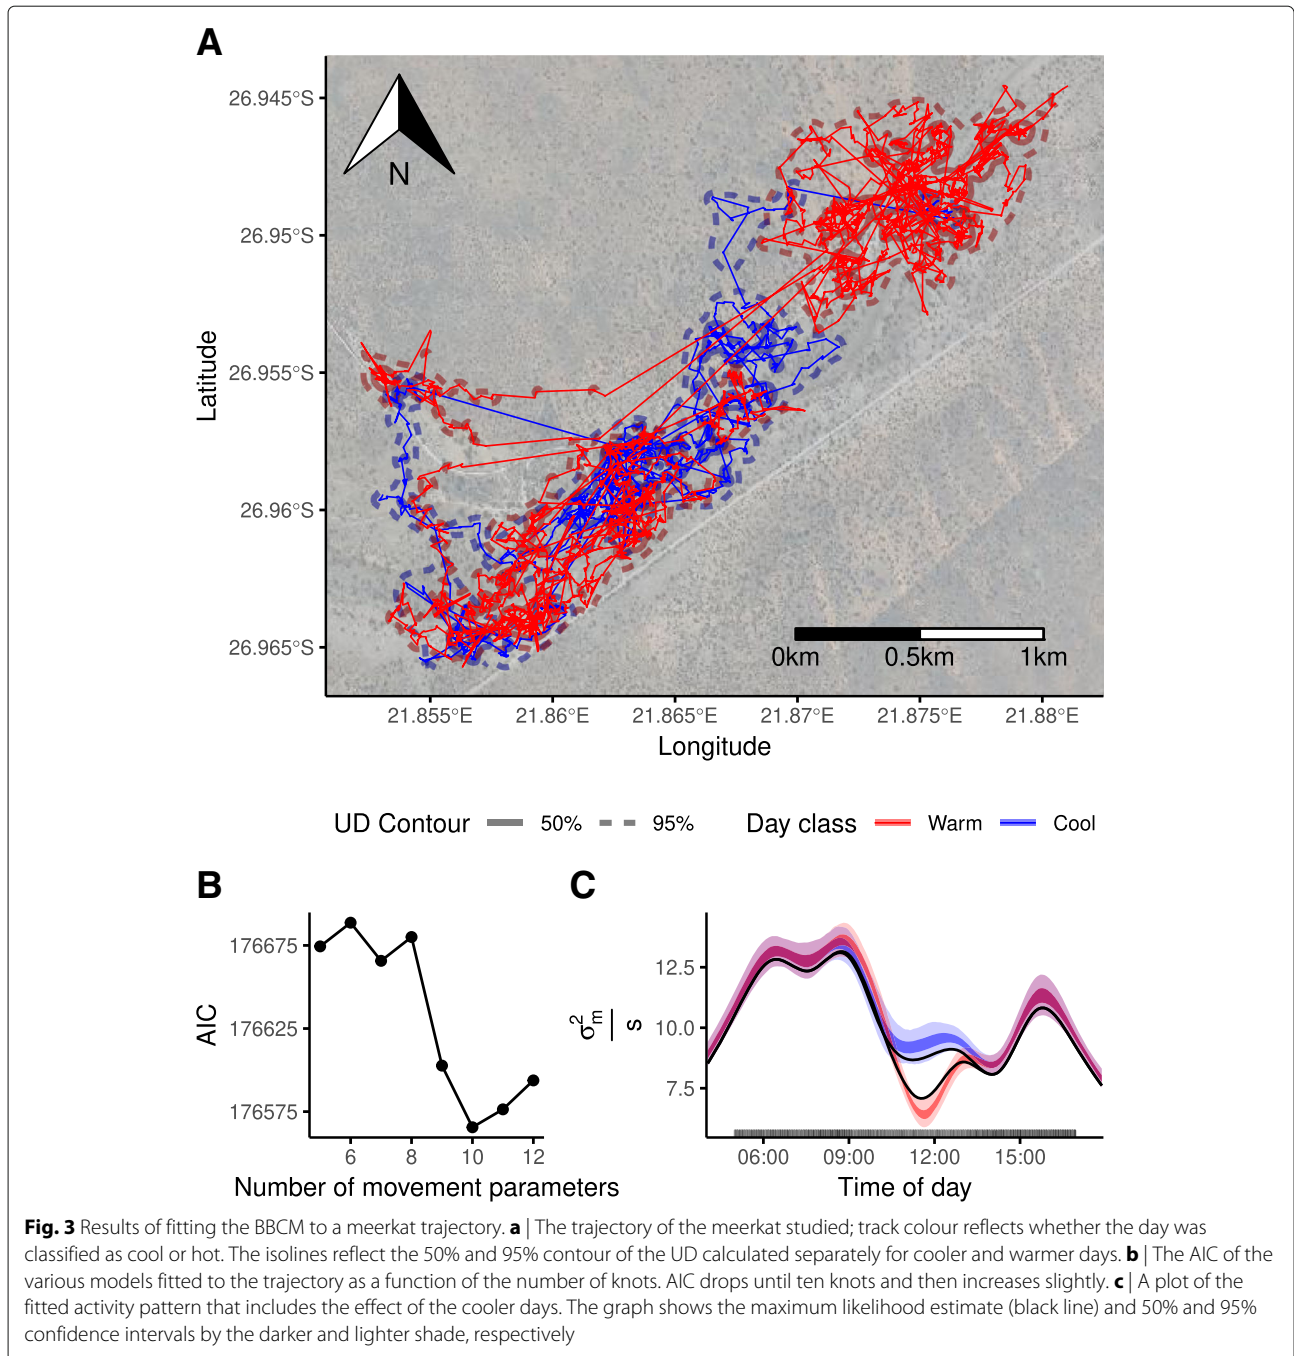 A
26.945°S
26.95°S
26.955°S
26.96°S
26.965°S
Latitude
N
0km 0.5km 1km
21.855°E 21.86°E 21.865°E 21.87°E 21.875°E 21.88°E
Longitude
UD Contour 50% 95% Day class Warm Cool
B
176675
176625
176575
AIC
6 8 10 12
Number of movement parameters
C
12.5
10.0
7.5
σ²m
s
06:00 09:00 12:00 15:00
Time of day
Fig. 3 Results of fitting the BBCM to a meerkat trajectory. a | The trajectory of the meerkat studied; track colour reflects whether the day was
classified as cool or hot. The isolines reflect the 50% and 95% contour of the UD calculated separately for cooler and warmer days. b | The AIC of the
various models fitted to the trajectory as a function of the number of knots. AIC drops until ten knots and then increases slightly. c | A plot of the
fitted activity pattern that includes the effect of the cooler days. The graph shows the maximum likelihood estimate (black line) and 50% and 95%
confidence intervals by the darker and lighter shade, respectively